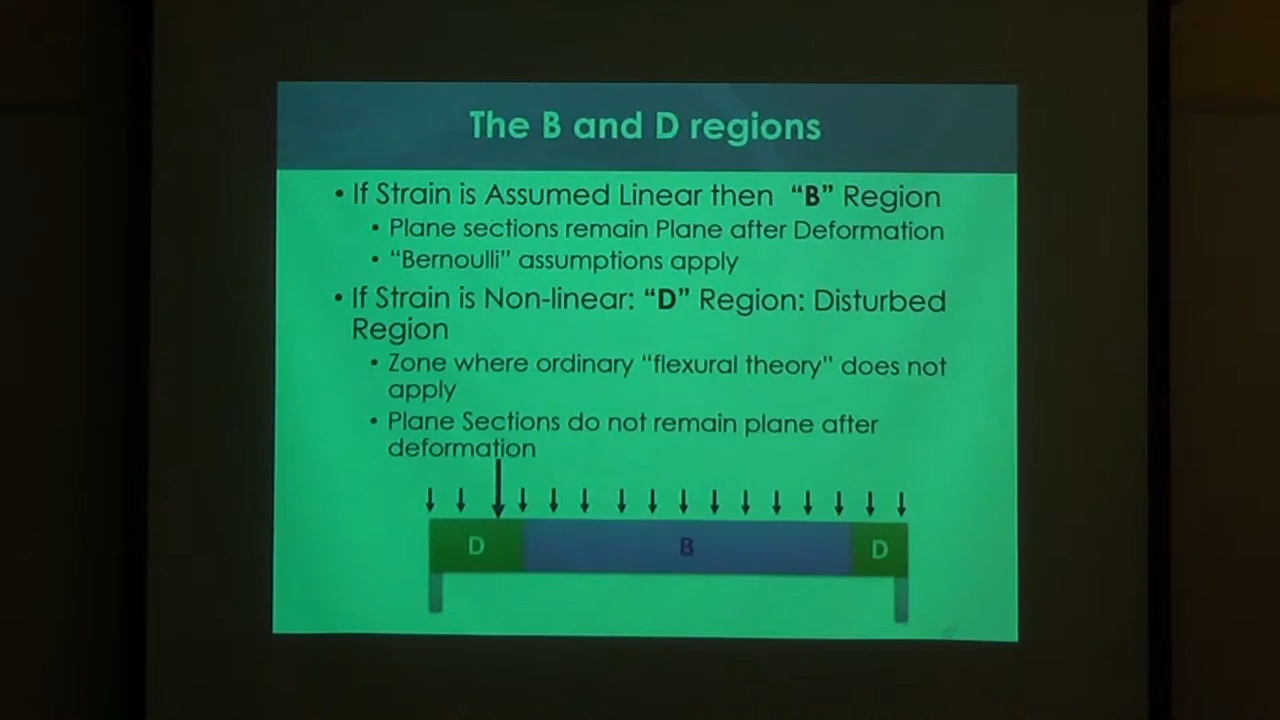 The B and D regions
• If Strain is Assumed Linear then “B” Region
• Plane sections remain Plane after Deformation
• “Bernoulli” assumptions apply
• If Strain is Non-linear: “D” Region: Disturbed
Region
• Zone where ordinary “flexural theory” does not
apply
• Plane Sections do not remain plane after
deformation
D B D